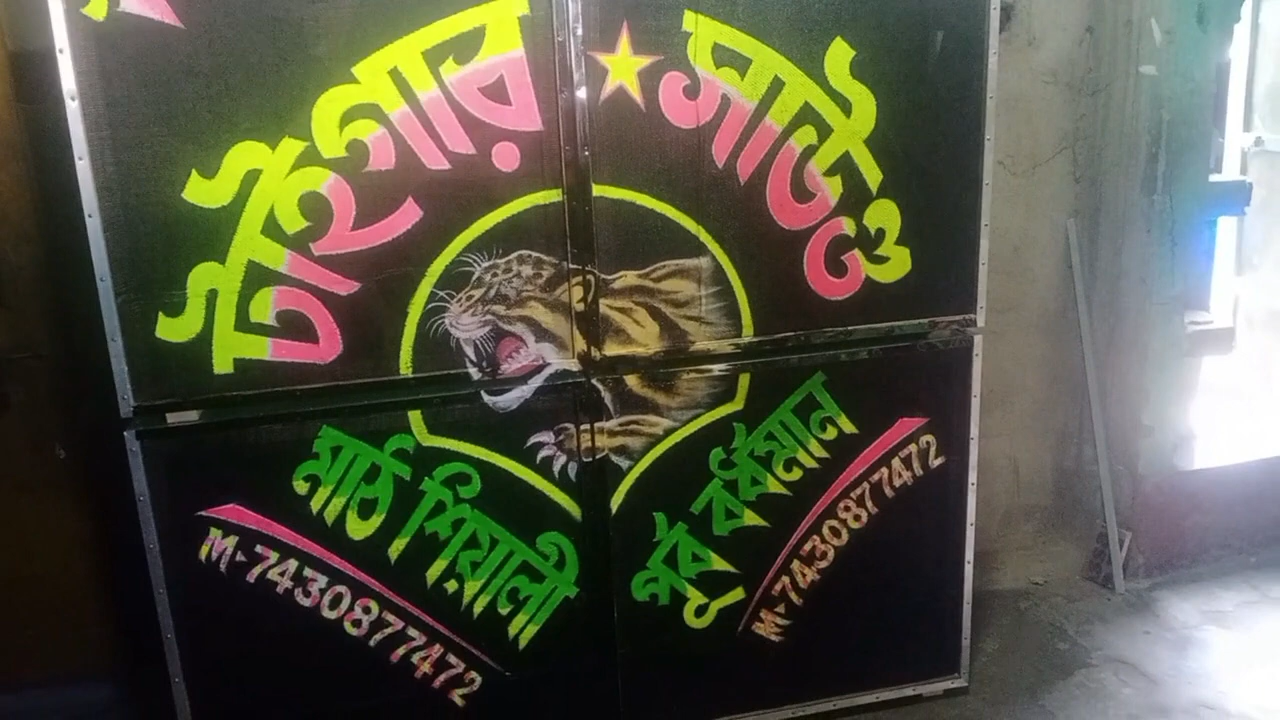 টাইগার ★ সাউণ্ড
মাঠ শিয়ালী
পূর্ব বর্ধমান
M-7430877472
M-7430877472